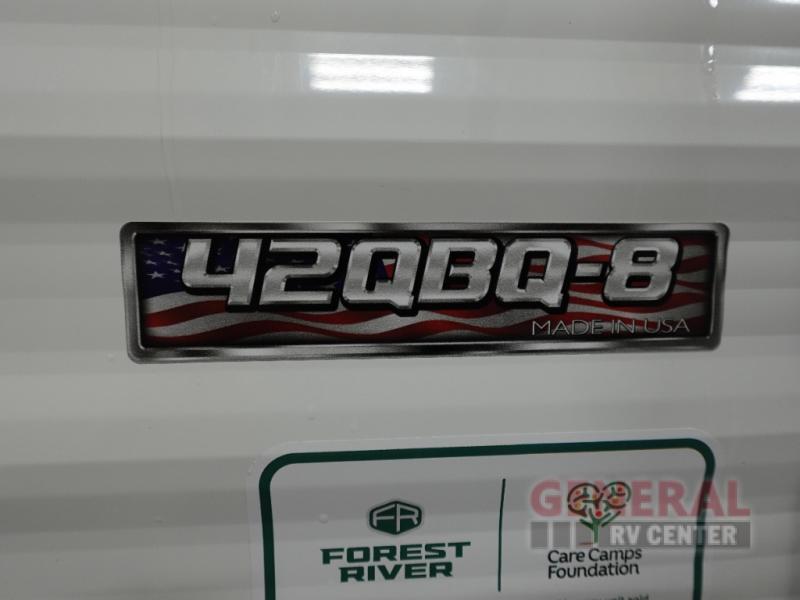 42QBQ-8
MADE IN USA
GENERAL
RV CENTER
FR
FOREST
RIVER
Care Camps
Foundation